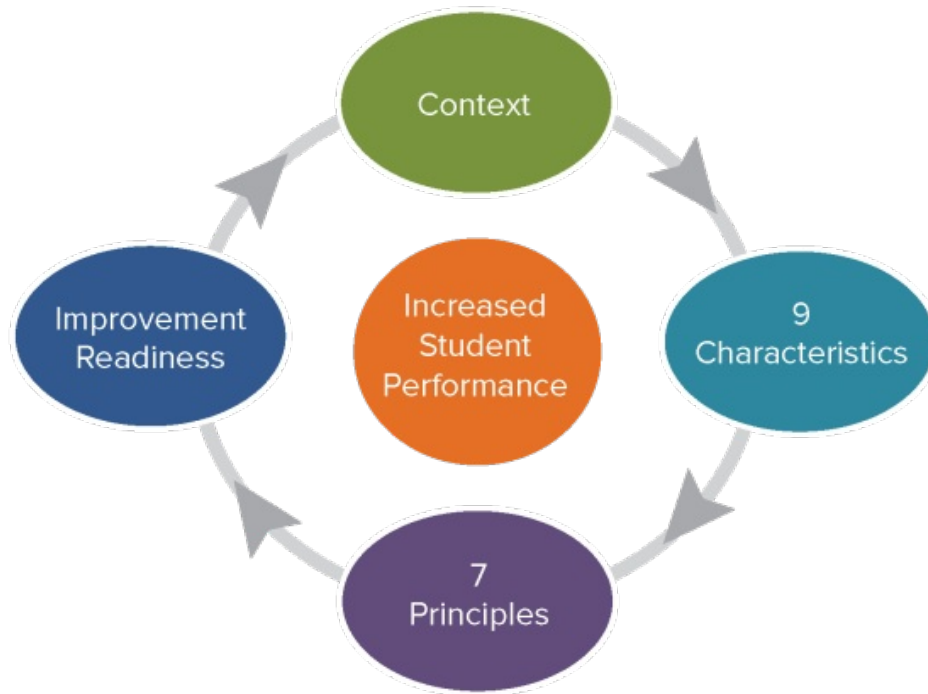 Context
Improvement
Readiness
Increased
Student
Performance
9
Characteristics
7
Principles